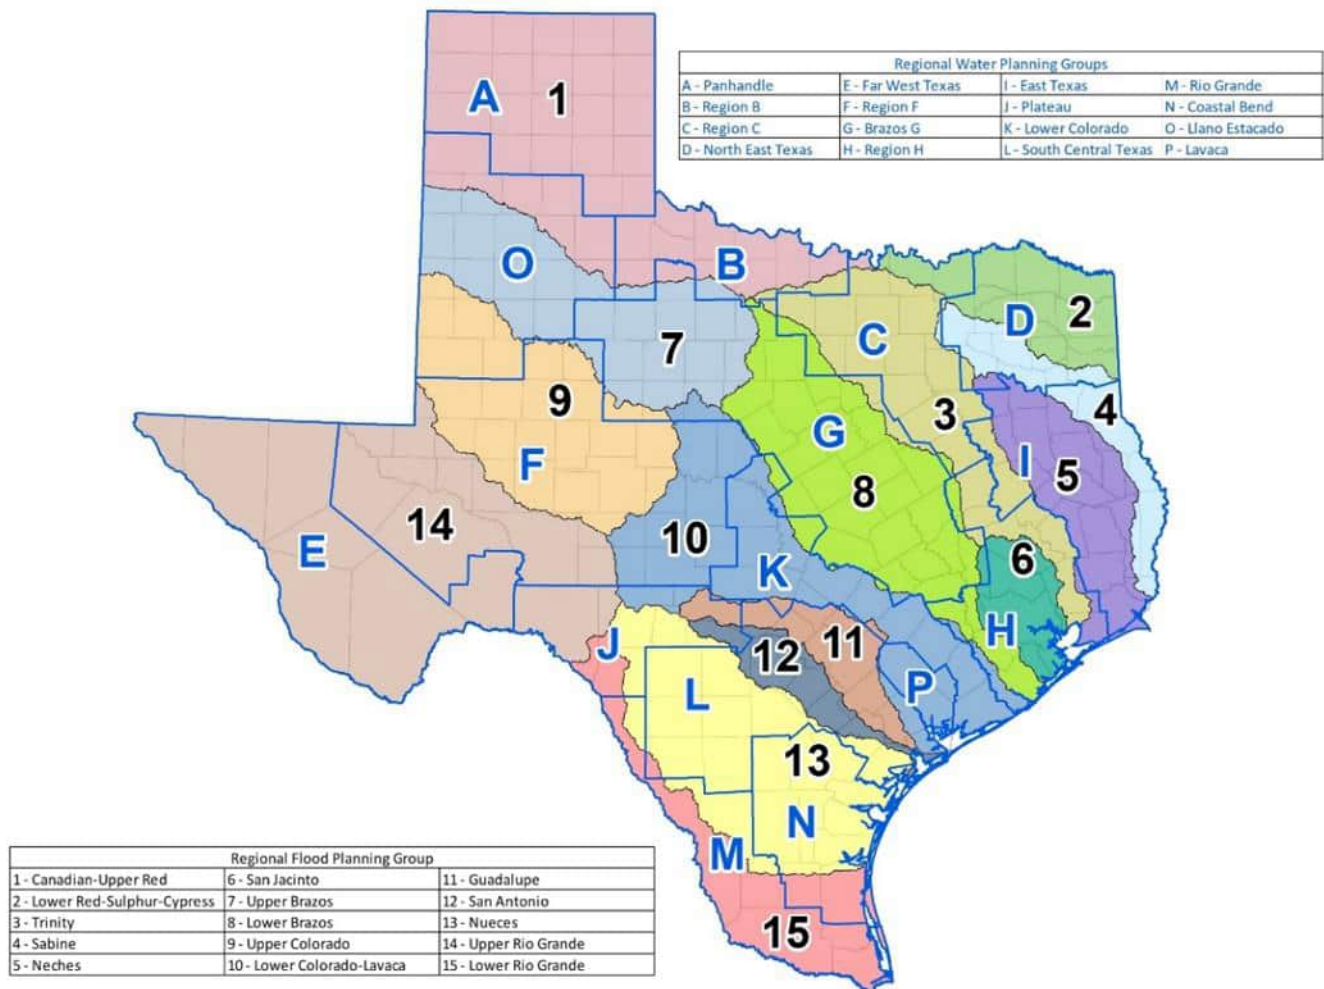 Regional Water Planning Groups
A - Panhandle E - Far West Texas I - East Texas M - Rio Grande
B - Region B F - Region F J - Plateau N - Coastal Bend
C - Region C G - Brazos G K - Lower Colorado O - Llano Estacado
D - North East Texas H - Region H L - South Central Texas P - Lavaca
A 1
O B
D 2
C
7
9 3 4
G
F I 5
8
14 10
E K 6
H
J 12 11
L P
13
N
M
15
Regional Flood Planning Group
1 - Canadian-Upper Red 6 - San Jacinto 11 - Guadalupe
2 - Lower Red-Sulphur-Cypress 7 - Upper Brazos 12 - San Antonio
3 - Trinity 8 - Lower Brazos 13 - Nueces
4 - Sabine 9 - Upper Colorado 14 - Upper Rio Grande
5 - Neches 10 - Lower Colorado-Lavaca 15 - Lower Rio Grande